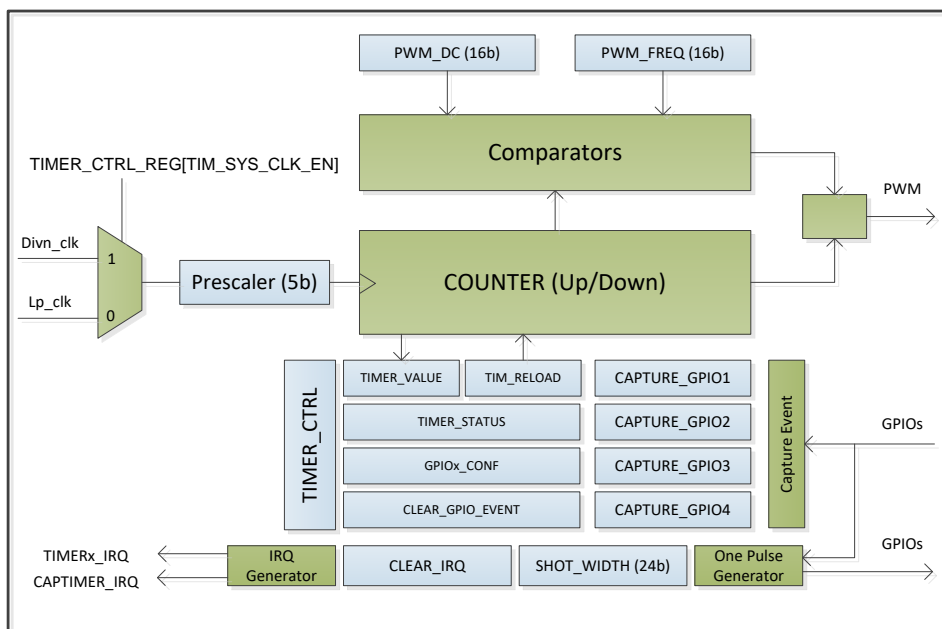 PWM_DC (16b)
PWM_FREQ (16b)
Comparators
TIMER_CTRL_REG[TIM_SYS_CLK_EN]
PWM
Divn_clk
1
Prescaler (5b)
COUNTER (Up/Down)
Lp_clk
0
TIMER_CTRL
TIMER_VALUE
TIM_RELOAD
CAPTURE_GPIO1
TIMER_STATUS
CAPTURE_GPIO2
GPIOx_CONF
CAPTURE_GPIO3
CLEAR_GPIO_EVENT
CAPTURE_GPIO4
Capture Event
GPIOs
TIMERx_IRQ
CAPTIMER_IRQ
IRQ
Generator
CLEAR_IRQ
SHOT_WIDTH (24b)
One Pulse
Generator
GPIOs